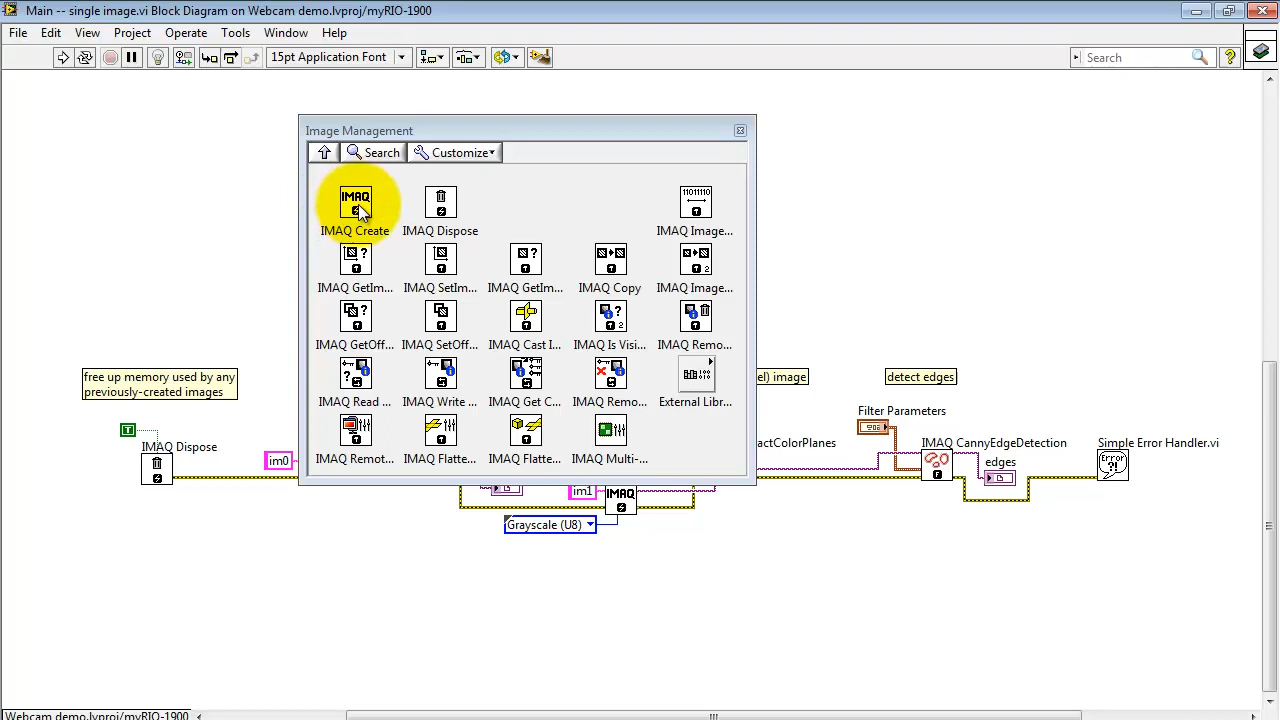 Main -- single image.vi Block Diagram on Webcam demo.lvproj/myRIO-1900
File Edit View Project Operate Tools Window Help
15pt Application Font
Search
?
Image Management
Search Customize
IMAQ
IMAQ Create IMAQ Dispose IMAQ Image...
11011110
IMAQ GetIm... IMAQ SetIm... IMAQ GetIm... IMAQ Copy IMAQ Image...
IMAQ GetOff... IMAQ SetOff... IMAQ Cast I... IMAQ Is Visi... IMAQ Remo...
IMAQ Read ... IMAQ Write ... IMAQ Get C... IMAQ Remo... External Libr...
IMAQ Remot... IMAQ Flatte... IMAQ Flatte... IMAQ Multi-...
free up memory used by any
previously-created images
el) image
detect edges
T
IMAQ Dispose
im0
actColorPlanes
Filter Parameters
IMAQ CannyEdgeDetection
edges
Simple Error Handler.vi
Error
?!
im1
IMAQ
Grayscale (U8)
Webcam demo.lvproj/myRIO-1900